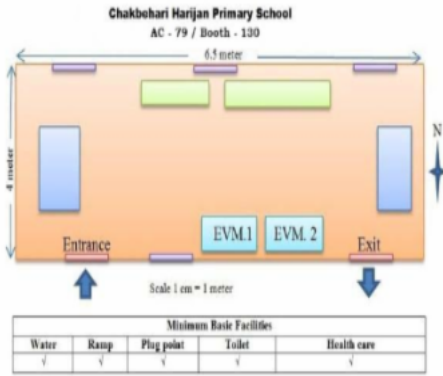 Chakbohari Harijan Primary School
AC - 79 / Booth - 130
6.5 meter
4 meter
N
EVM.1 EVM. 2
Entrance Exit
Scale 1 cm = 1 meter
Minimum Basic Facilities
Water Ramp Plug point Toilet Health care
√ √ √ √ √